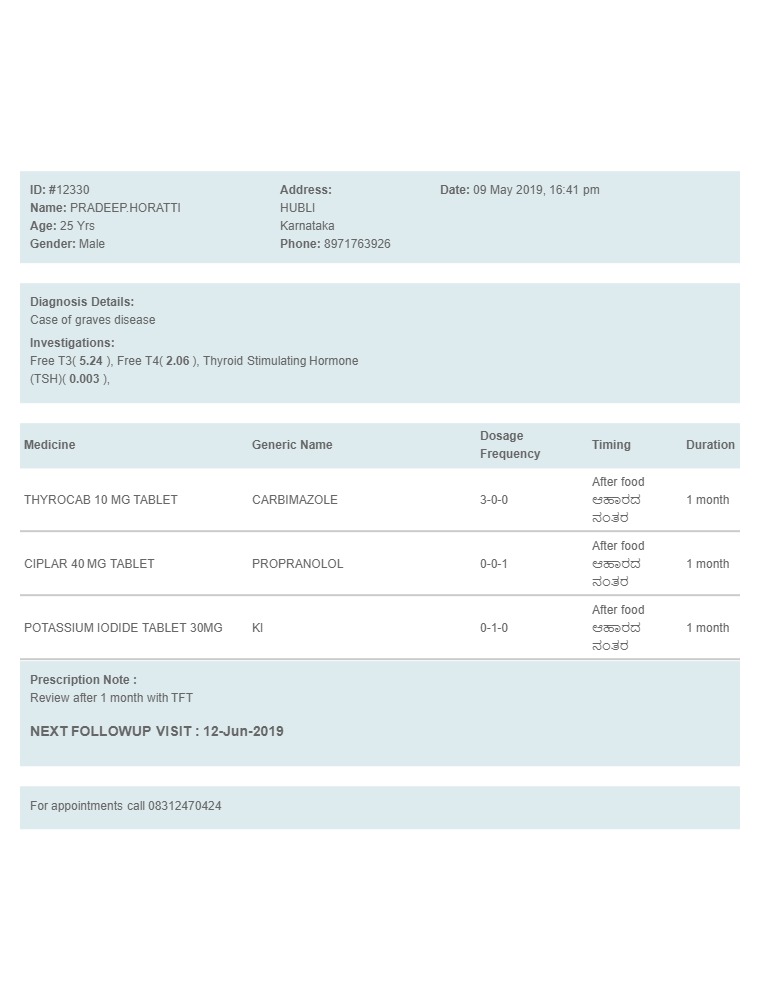 ID: #12330
Name: PRADEEP.HORATTI
Age: 25 Yrs
Gender: Male
Address:
HUBLI
Karnataka
Phone: 8971763926
Date: 09 May 2019, 16:41 pm
Diagnosis Details:
Case of graves disease
Investigations:
Free T3( 5.24 ), Free T4( 2.06 ), Thyroid Stimulating Hormone
(TSH)( 0.003 ),
Medicine Generic Name Dosage Frequency Timing Duration
THYROCAB 10 MG TABLET CARBIMAZOLE 3-0-0 After food ಆಹಾರದ ನಂತರ 1 month
CIPLAR 40 MG TABLET PROPRANOLOL 0-0-1 After food ಆಹಾರದ ನಂತರ 1 month
POTASSIUM IODIDE TABLET 30MG KI 0-1-0 After food ಆಹಾರದ ನಂತರ 1 month
Prescription Note :
Review after 1 month with TFT
NEXT FOLLOWUP VISIT : 12-Jun-2019
For appointments call 08312470424